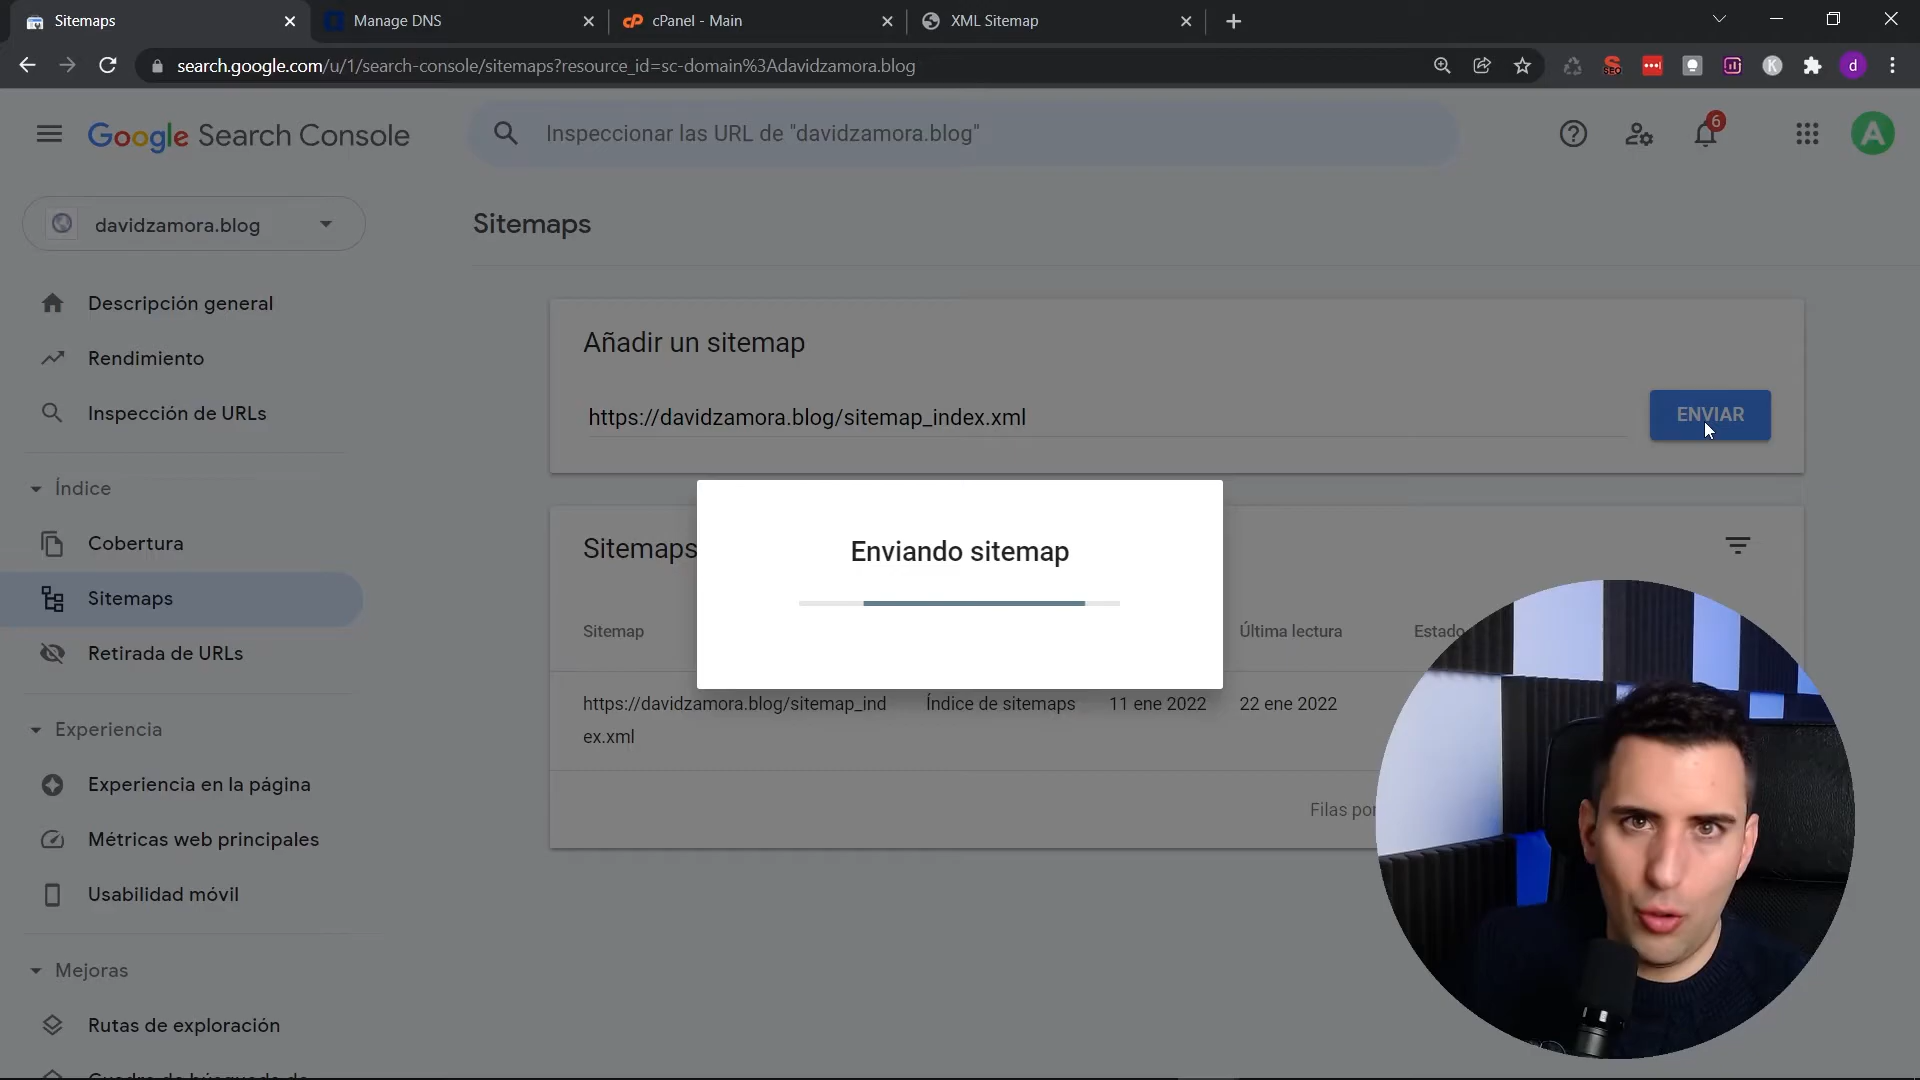 Sitemaps
Manage DNS
cPanel - Main
XML Sitemap
search.google.com/u/1/search-console/sitemaps?resource_id=sc-domain%3Adavidzamora.blog
SEO
K
d
Google Search Console
Inspeccionar las URL de "davidzamora.blog"
6
A
davidzamora.blog
Sitemaps
Descripción general
Rendimiento
Inspección de URLs
Índice
Cobertura
Sitemaps
Retirada de URLs
Experiencia
Experiencia en la página
Métricas web principales
Usabilidad móvil
Mejoras
Rutas de exploración
Añadir un sitemap
https://davidzamora.blog/sitemap_index.xml
ENVIAR
Sitemaps
Enviando sitemap
Sitemap
Última lectura
Estado
https://davidzamora.blog/sitemap_ind
ex.xml
Índice de sitemaps
11 ene 2022
22 ene 2022
Filas por